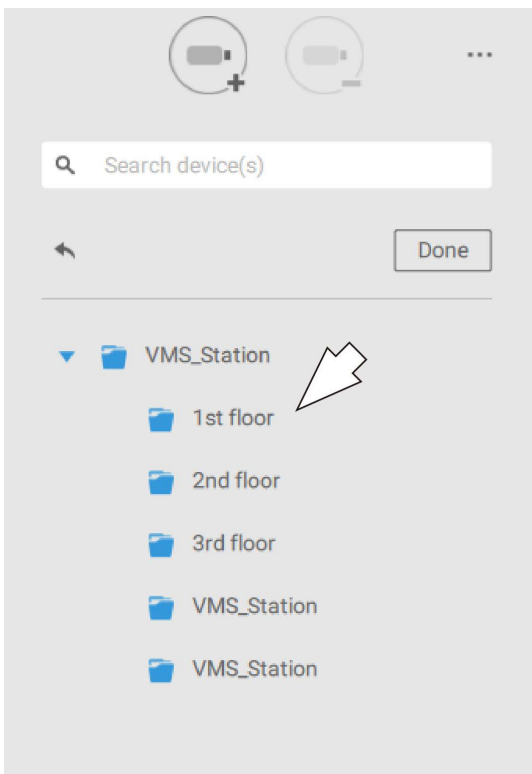 Search device(s)
Done
VMS_Station
1st floor
2nd floor
3rd floor
VMS_Station
VMS_Station